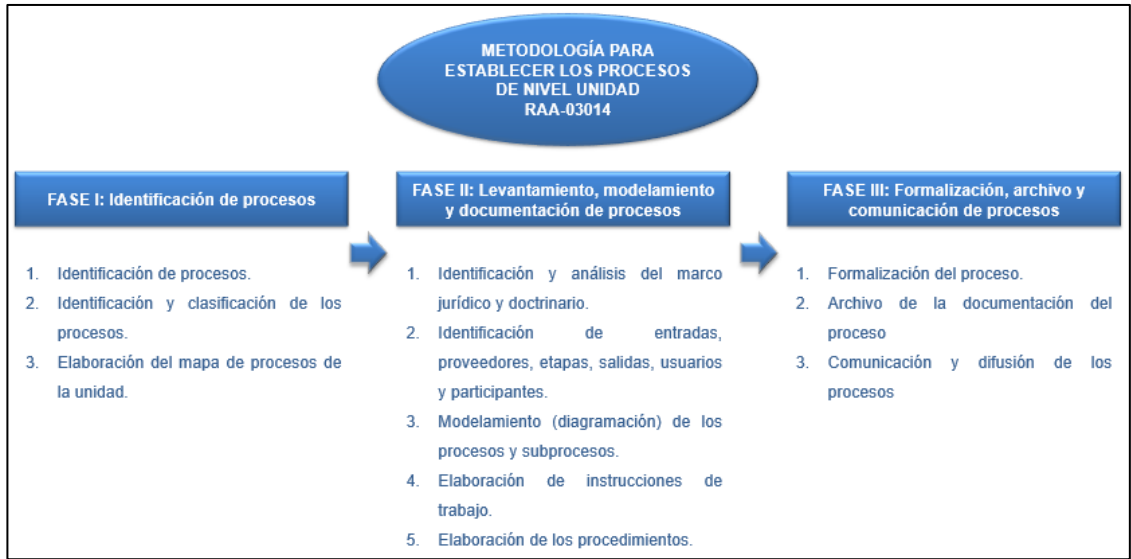 METODOLOGÍA PARA
ESTABLECER LOS PROCESOS
DE NIVEL UNIDAD
RAA-03014
FASE I: Identificación de procesos
1. Identificación de procesos.
2. Identificación y clasificación de los
procesos.
3. Elaboración del mapa de procesos de
la unidad.
FASE II: Levantamiento, modelamiento
y documentación de procesos
1. Identificación y análisis del marco
jurídico y doctrinario.
2. Identificación de entradas,
proveedores, etapas, salidas, usuarios
y participantes.
3. Modelamiento (diagramación) de los
procesos y subprocesos.
4. Elaboración de instrucciones de
trabajo.
5. Elaboración de los procedimientos.
FASE III: Formalización, archivo y
comunicación de procesos
1. Formalización del proceso.
2. Archivo de la documentación del
proceso
3. Comunicación y difusión de los
procesos